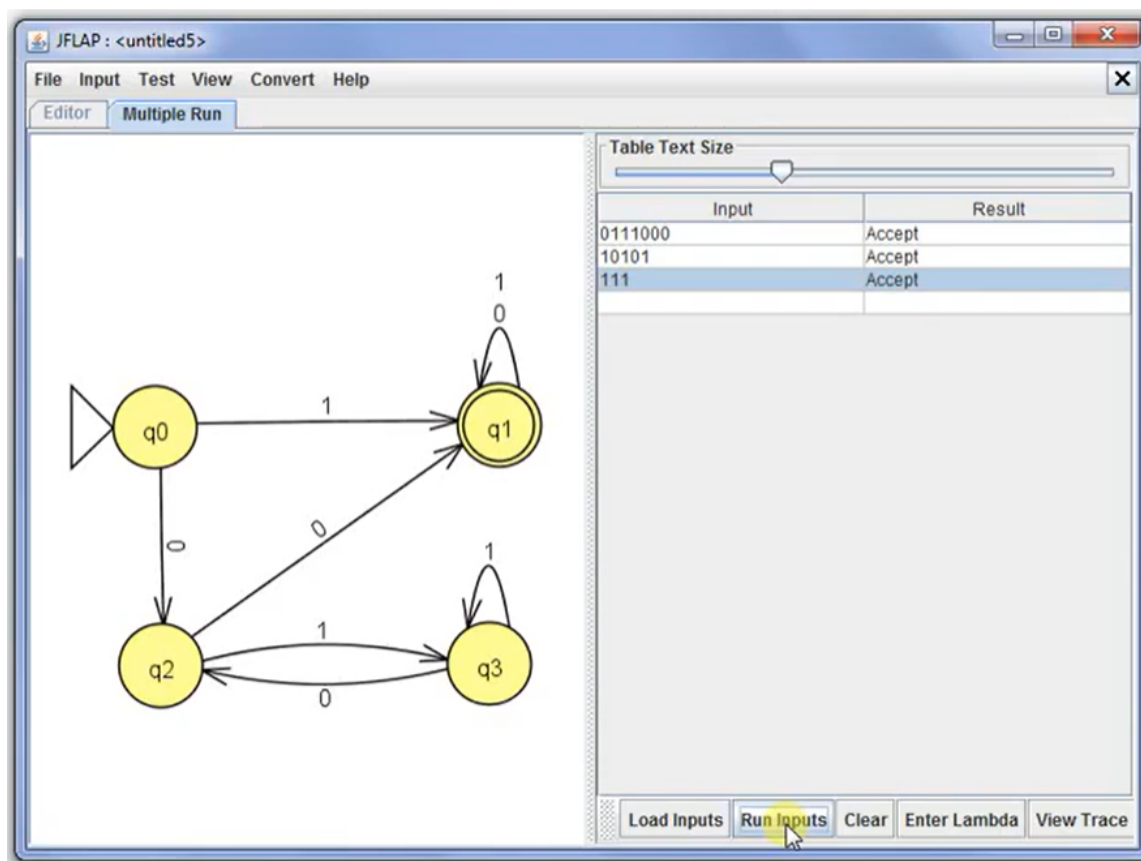 JFLAP : <untitled5>
File Input Test View Convert Help
Editor Multiple Run
Table Text Size
Input Result
0111000 Accept
10101 Accept
111 Accept
1
0
1
q0
q1
0
0
1
1
q2
q3
0
Load Inputs Run Inputs Clear Enter Lambda View Trace